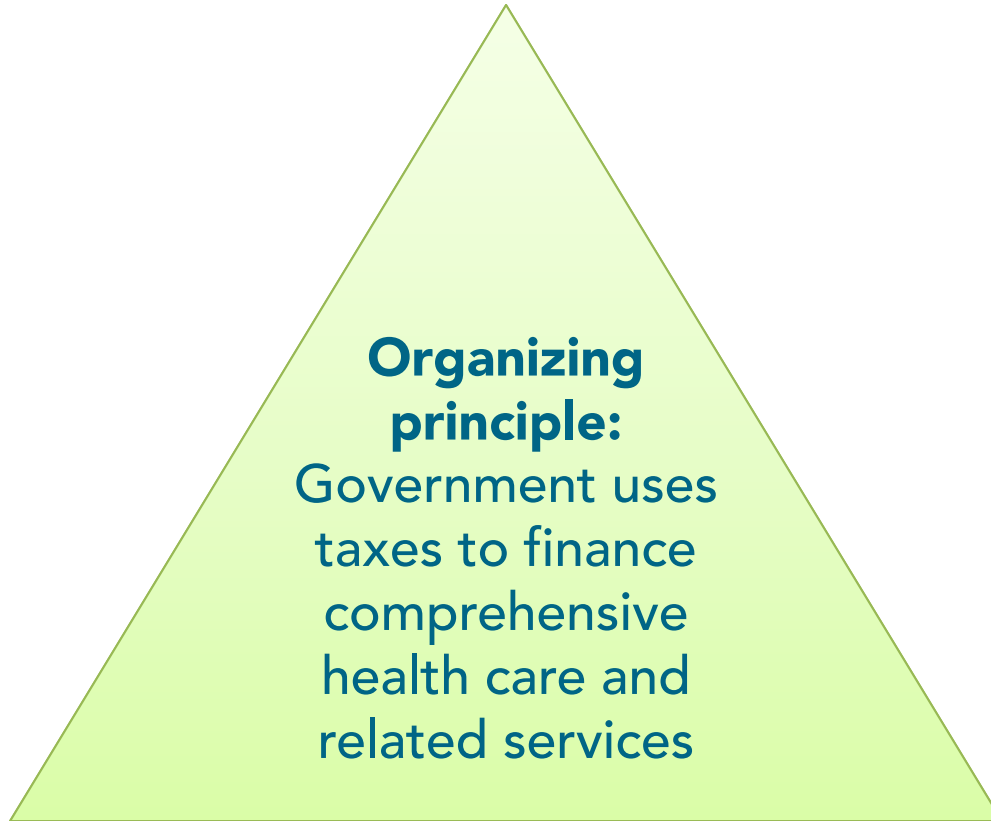 Organizing
principle:
Government uses
taxes to finance
comprehensive
health care and
related services